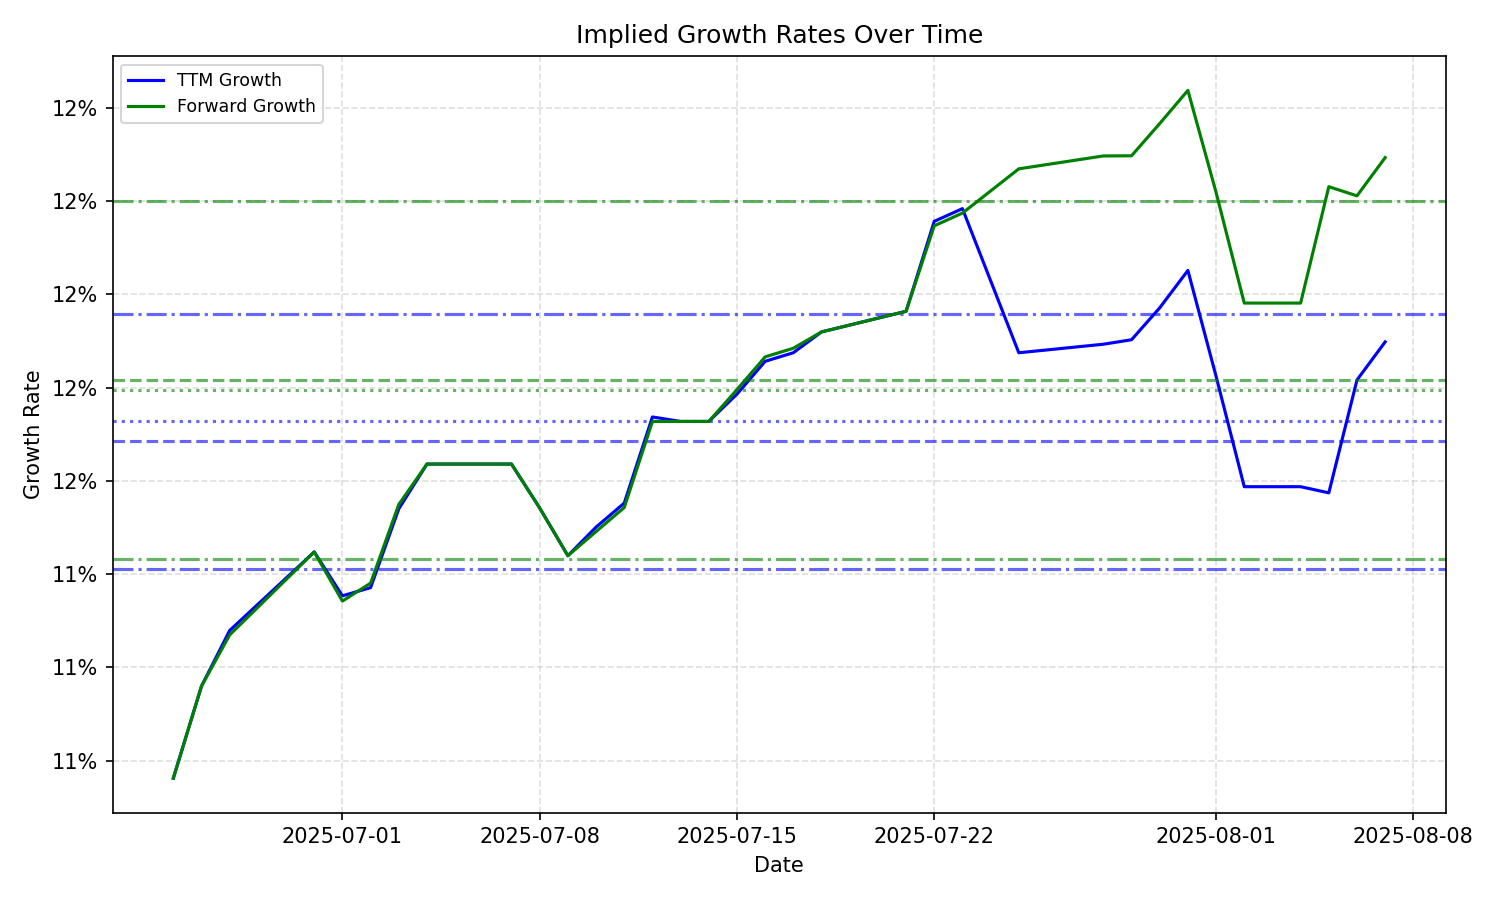 Implied Growth Rates Over Time
TTM Growth
Forward Growth
12%
12%
12%
12%
12%
11%
11%
11%
Growth Rate
2025-07-01
2025-07-08
2025-07-15
2025-07-22
2025-08-01
2025-08-08
Date